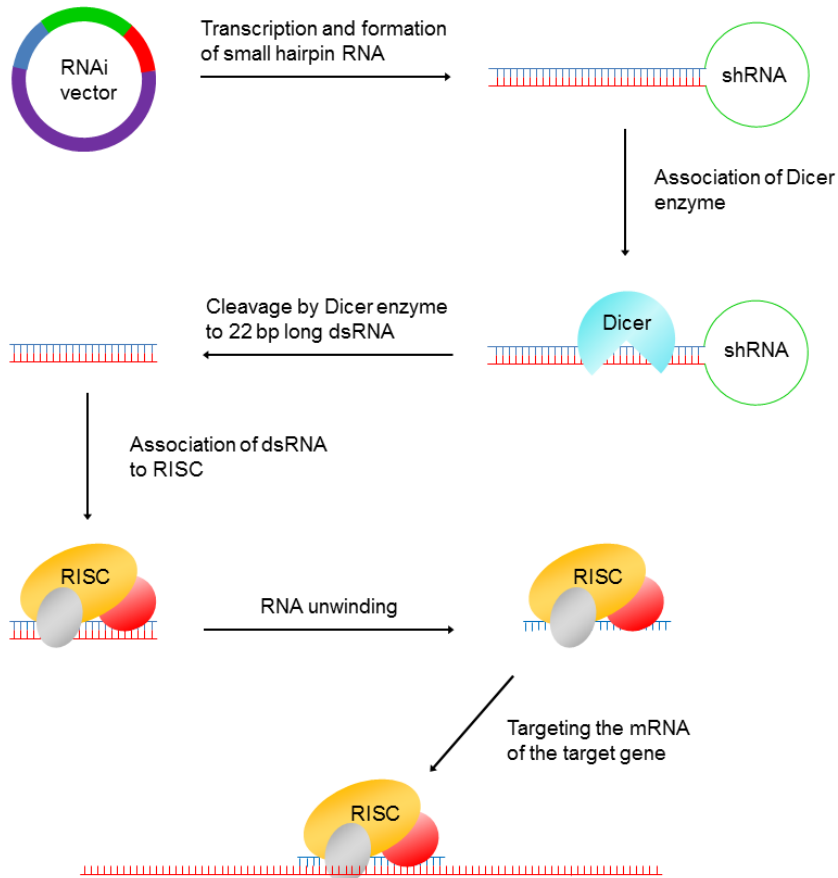 Transcription and formation
of small hairpin RNA
RNAi
vector
shRNA
Association of Dicer
enzyme
Cleavage by Dicer enzyme
to 22 bp long dsRNA
Dicer
shRNA
Association of dsRNA
to RISC
RISC
RNA unwinding
RISC
Targeting the mRNA
of the target gene
RISC